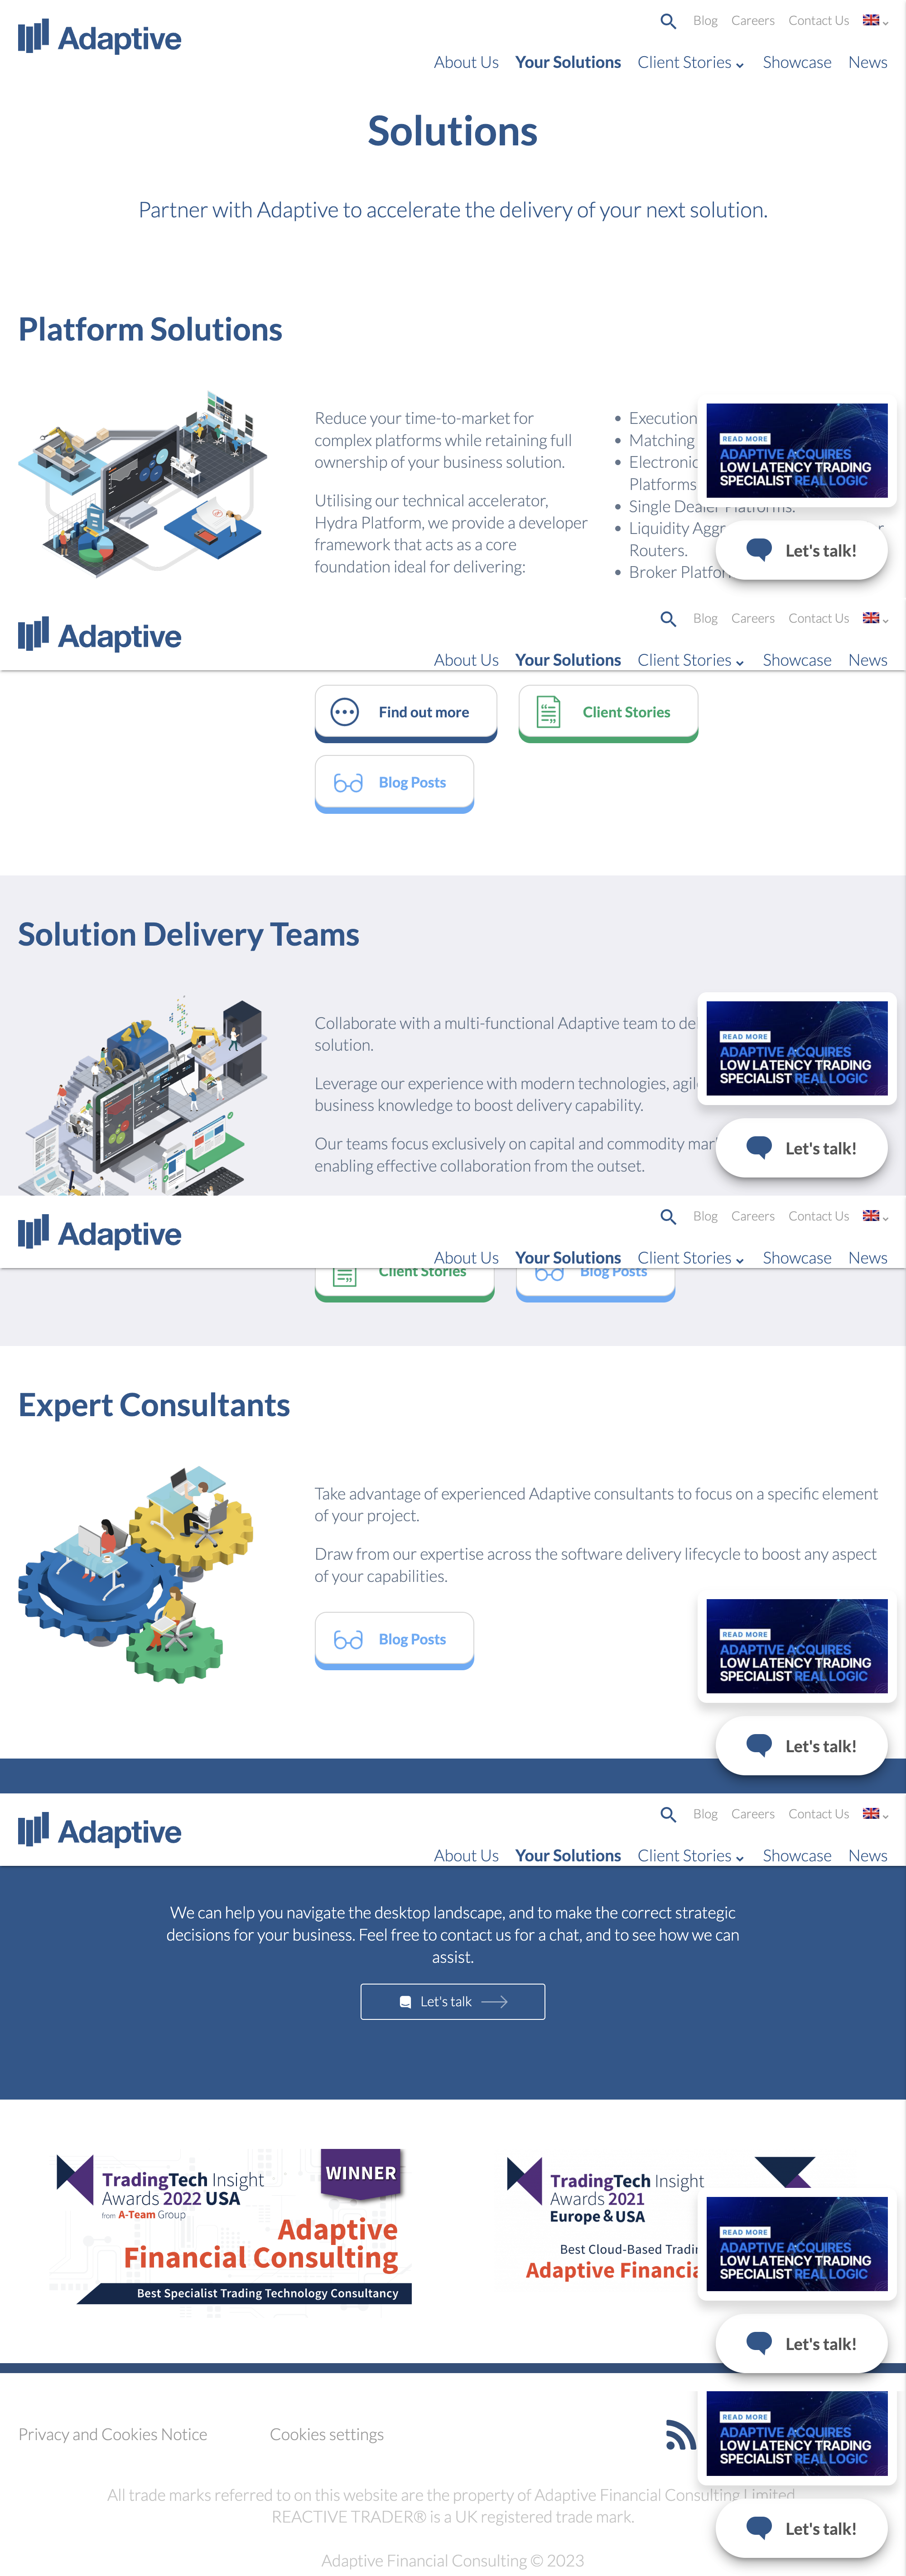 Adaptive
Blog Careers Contact Us
About Us Your Solutions Client Stories Showcase News
Solutions
Partner with Adaptive to accelerate the delivery of your next solution.
Platform Solutions
Reduce your time-to-market for
complex platforms while retaining full
ownership of your business solution.
Utilising our technical accelerator,
Hydra Platform, we provide a developer
framework that acts as a core
foundation ideal for delivering:
• Execution
• Matching
• Electronic
Platforms
• Single Dealer Platforms.
• Liquidity
Routers.
• Broker
READ MORE
ADAPTIVE ACQUIRES
LOW LATENCY TRADING
SPECIALIST REAL LOGIC
Let's talk!
Adaptive
Blog Careers Contact Us
About Us Your Solutions Client Stories Showcase News
Find out more
Client Stories
Blog Posts
Solution Delivery Teams
Collaborate with a multi-functional Adaptive team to
solution.
Leverage our experience with modern technologies,
business knowledge to boost delivery capability.
Our teams focus exclusively on capital and commodity
enabling effective collaboration from the outset.
READ MORE
ADAPTIVE ACQUIRES
LOW LATENCY TRADING
SPECIALIST REAL LOGIC
Let's talk!
Adaptive
Blog Careers Contact Us
About Us Your Solutions Client Stories Showcase News
Client Stories
Blog Posts
Expert Consultants
Take advantage of experienced Adaptive consultants to focus on a specific element
of your project.
Draw from our expertise across the software delivery lifecycle to boost any aspect
of your capabilities.
Blog Posts
READ MORE
ADAPTIVE ACQUIRES
LOW LATENCY TRADING
SPECIALIST REAL LOGIC
Let's talk!
Adaptive
Blog Careers Contact Us
About Us Your Solutions Client Stories Showcase News
We can help you navigate the desktop landscape, and to make the correct strategic
decisions for your business. Feel free to contact us for a chat, and to see how we can
assist.
Let's talk
TradingTech Insight
Awards 2022 USA
from A-Team Group
WINNER
Adaptive
Financial Consulting
Best Specialist Trading Technology Consultancy
TradingTech Insight
Awards 2021
Europe & USA
Best Cloud-Based
Adaptive
READ MORE
ADAPTIVE ACQUIRES
LOW LATENCY TRADING
SPECIALIST REAL LOGIC
Let's talk!
Privacy and Cookies Notice
Cookies settings
READ MORE
ADAPTIVE ACQUIRES
LOW LATENCY TRADING
SPECIALIST REAL LOGIC
All trade marks referred to on this website are the property of Adaptive Financial Consulting Limited
REACTIVE TRADER® is a UK registered trade mark.
Let's talk!
Adaptive Financial Consulting © 2023